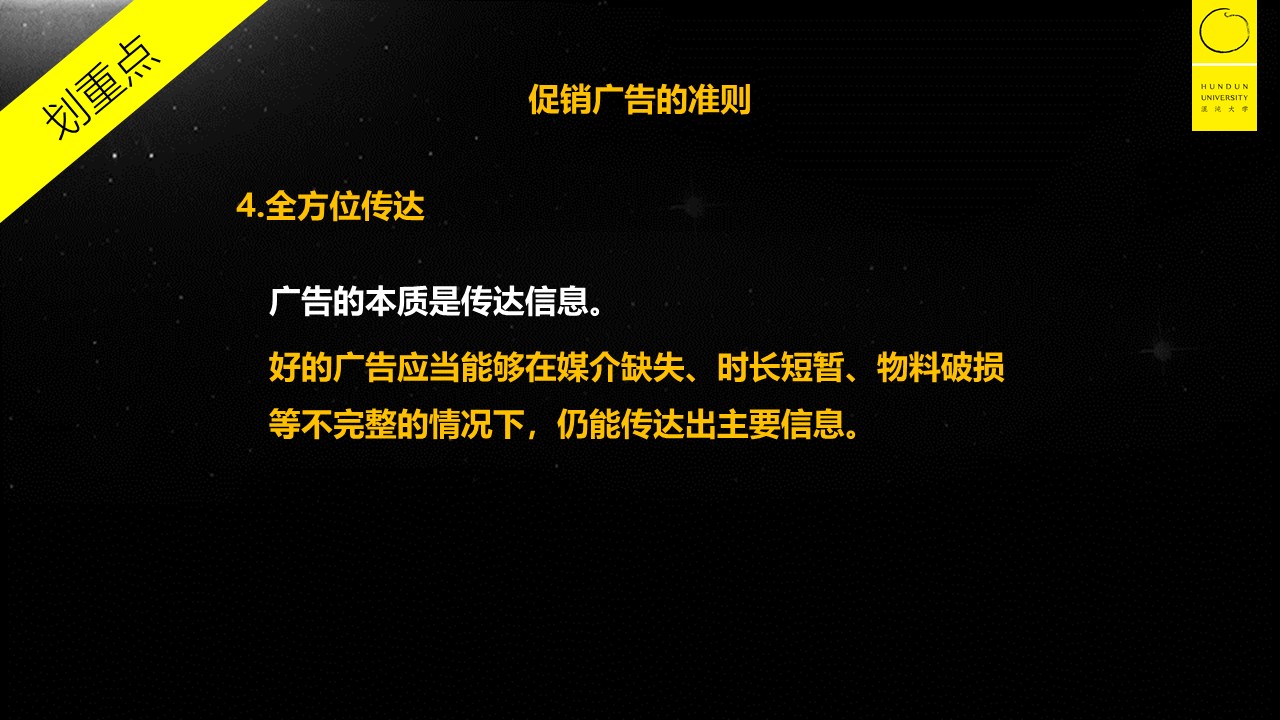 划重点
HUNDUN
UNIVERSITY
混沌大学
促销广告的准则
4.全方位传达
广告的本质是传达信息。
好的广告应当能够在媒介缺失、时长短暂、物料破损
等不完整的情况下，仍能传达出主要信息。